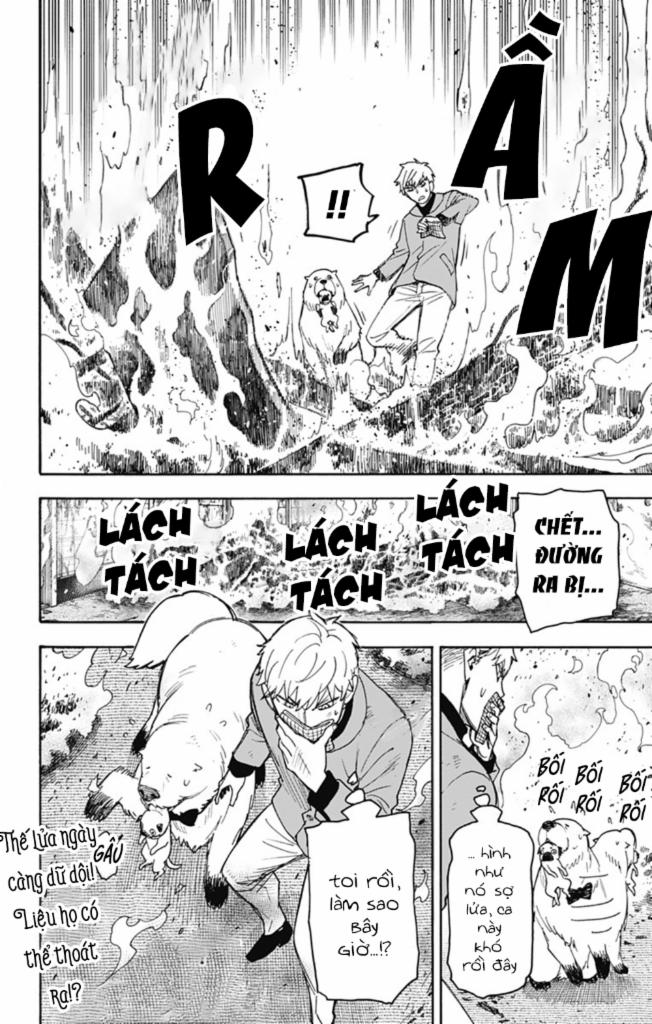 RẦM
!!
LÁCH
TÁCH
LÁCH
TÁCH
LÁCH
TÁCH
CHẾT...
ĐƯỜNG
RA BỊ...
BỐI
RỐI
BỐI
RỐI
BỐI
RỐI
... hình
như
nó sợ
lửa, ca
này
khó
rồi đây
toi rồi,
làm sao
Bây
Giờ...!?
GẤU
Thế lửa ngày
càng dữ dội!
Liệu họ có
thể thoát
Ra!?